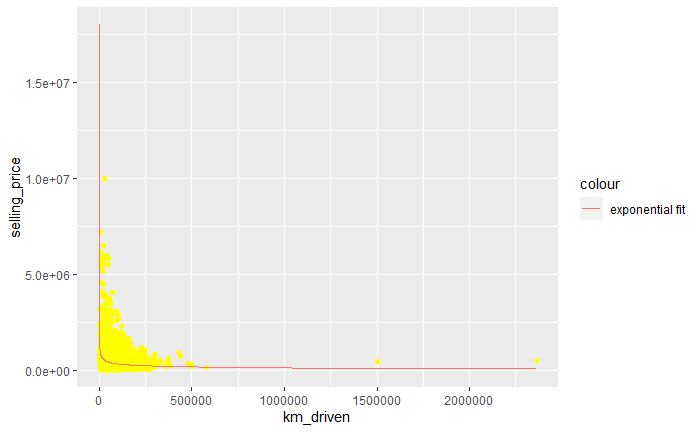 1.5e+07
1.0e+07
5.0e+06
0.0e+00
selling_price
0
500000
1000000
1500000
2000000
km_driven
colour
exponential fit